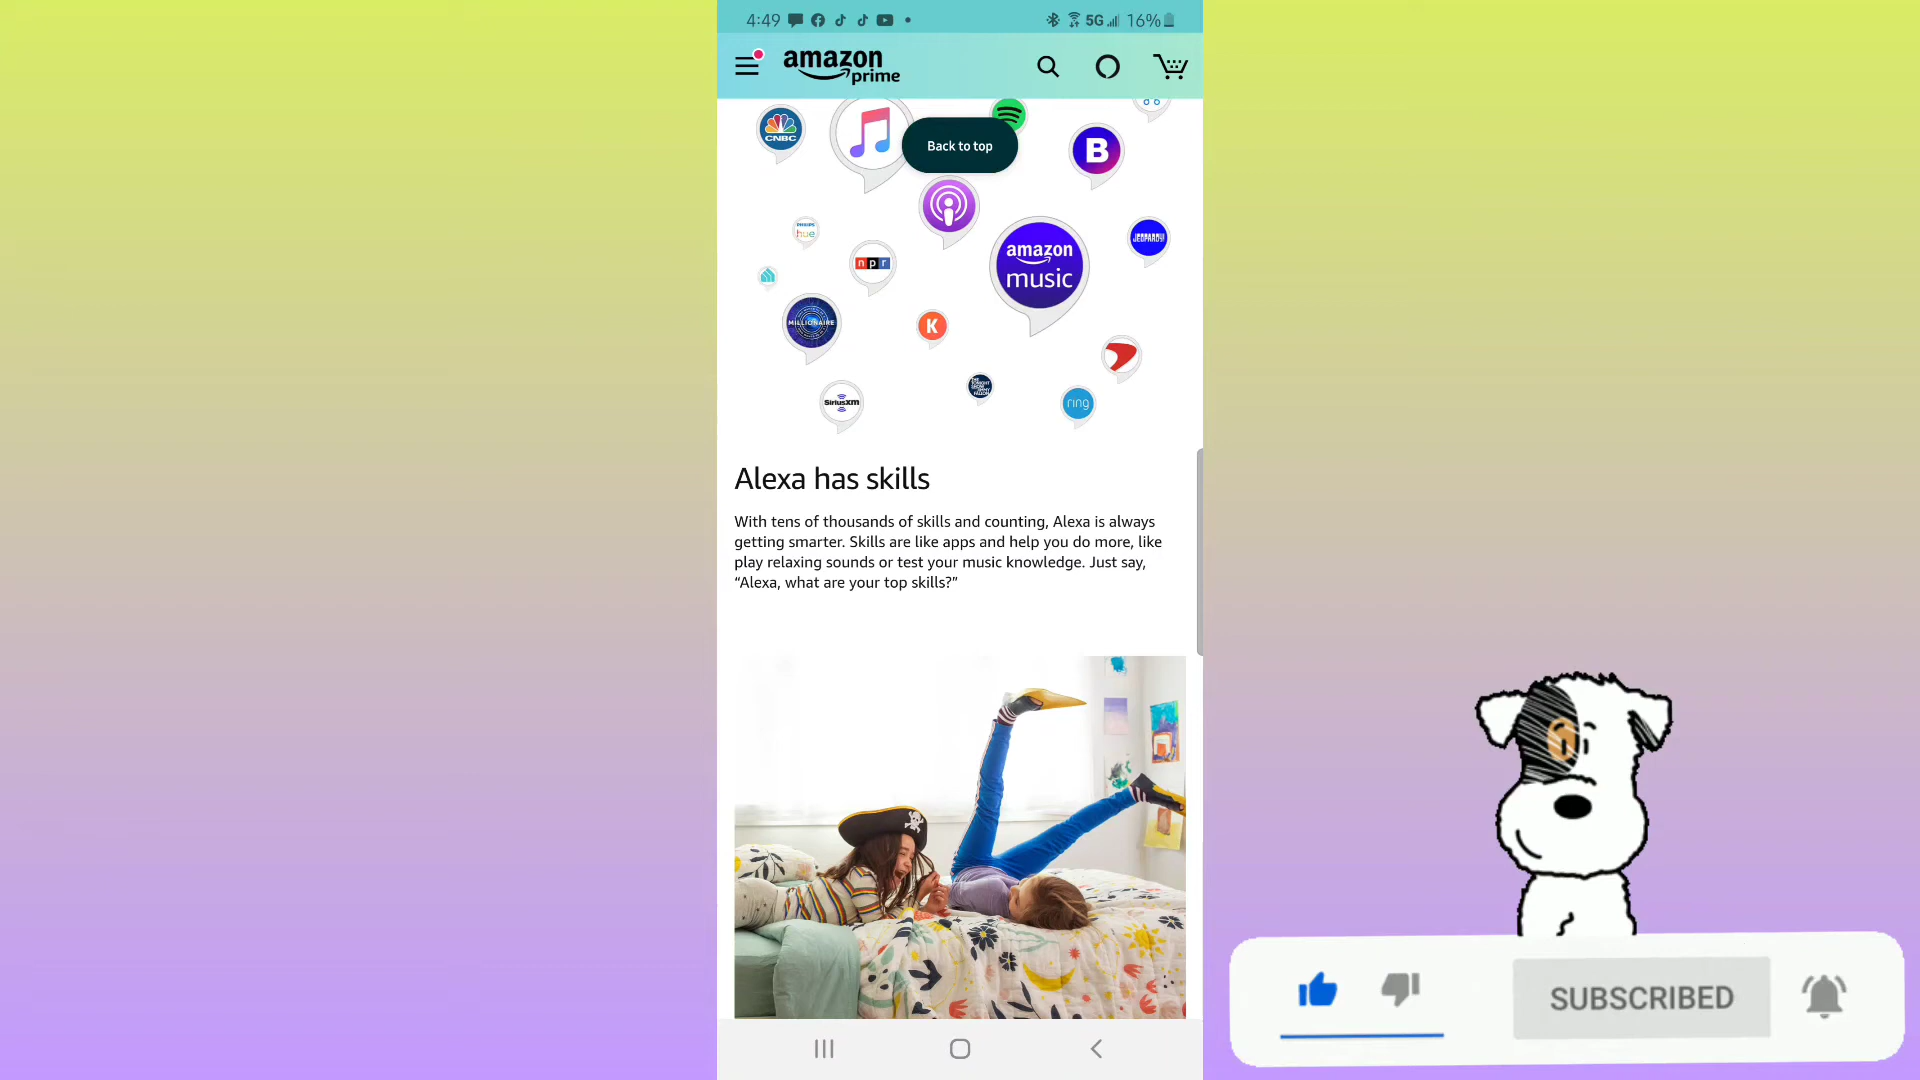 4:49
5G 16%
amazon
prime
CNBC
Back to top
B
PHILIPS
hue
npr
amazon
music
JEOPARDY!
MILLIONAIRE
K
SiriusXM
ring
Alexa has skills
With tens of thousands of skills and counting, Alexa is always
getting smarter. Skills are like apps and help you do more, like
play relaxing sounds or test your music knowledge. Just say,
“Alexa, what are your top skills?”
SUBSCRIBED